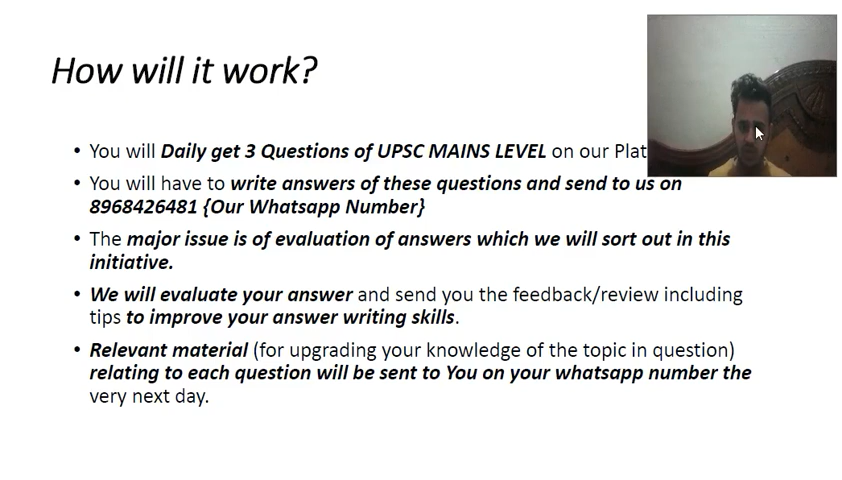 How will it work?
• You will Daily get 3 Questions of UPSC MAINS LEVEL on our
• You will have to write answers of these questions and send to us on
8968426481 {Our Whatsapp Number}
• The major issue is of evaluation of answers which we will sort out in this
initiative.
• We will evaluate your answer and send you the feedback/review including
tips to improve your answer writing skills.
• Relevant material (for upgrading your knowledge of the topic in question)
relating to each question will be sent to You on your whatsapp number the
very next day.